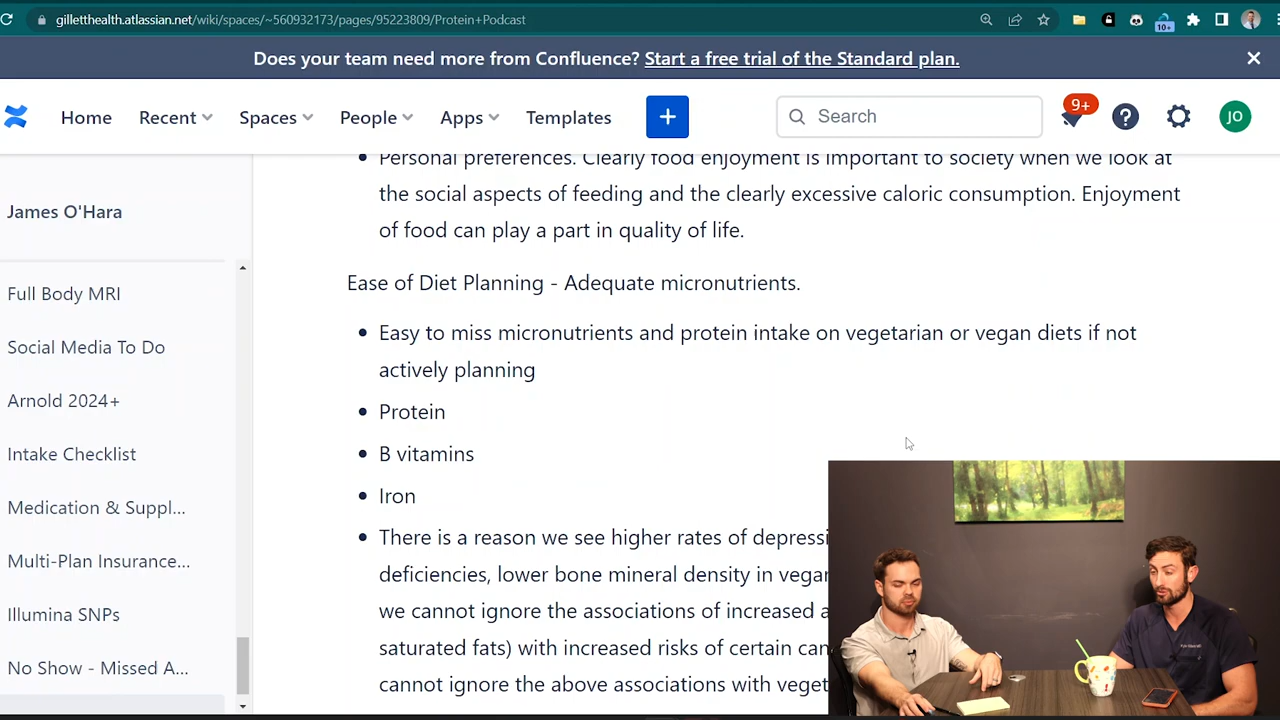 gilletthealth.atlassian.net/wiki/spaces/~560932173/pages/95223809/Protein+Podcast
10+
Does your team need more from Confluence? Start a free trial of the Standard plan.
Home Recent Spaces People Apps Templates + Search 9+ ? JO
James O'Hara
Full Body MRI
Social Media To Do
Arnold 2024+
Intake Checklist
Medication & Suppl...
Multi-Plan Insurance...
Illumina SNPs
No Show - Missed A...
Personal preferences. Clearly food enjoyment is important to society when we look at
the social aspects of feeding and the clearly excessive caloric consumption. Enjoyment
of food can play a part in quality of life.
Ease of Diet Planning - Adequate micronutrients.
Easy to miss micronutrients and protein intake on vegetarian or vegan diets if not
actively planning
Protein
B vitamins
Iron
There is a reason we see higher rates of depressi
deficiencies, lower bone mineral density in vegan
we cannot ignore the associations of increased a
saturated fats) with increased risks of certain can
cannot ignore the above associations with veget